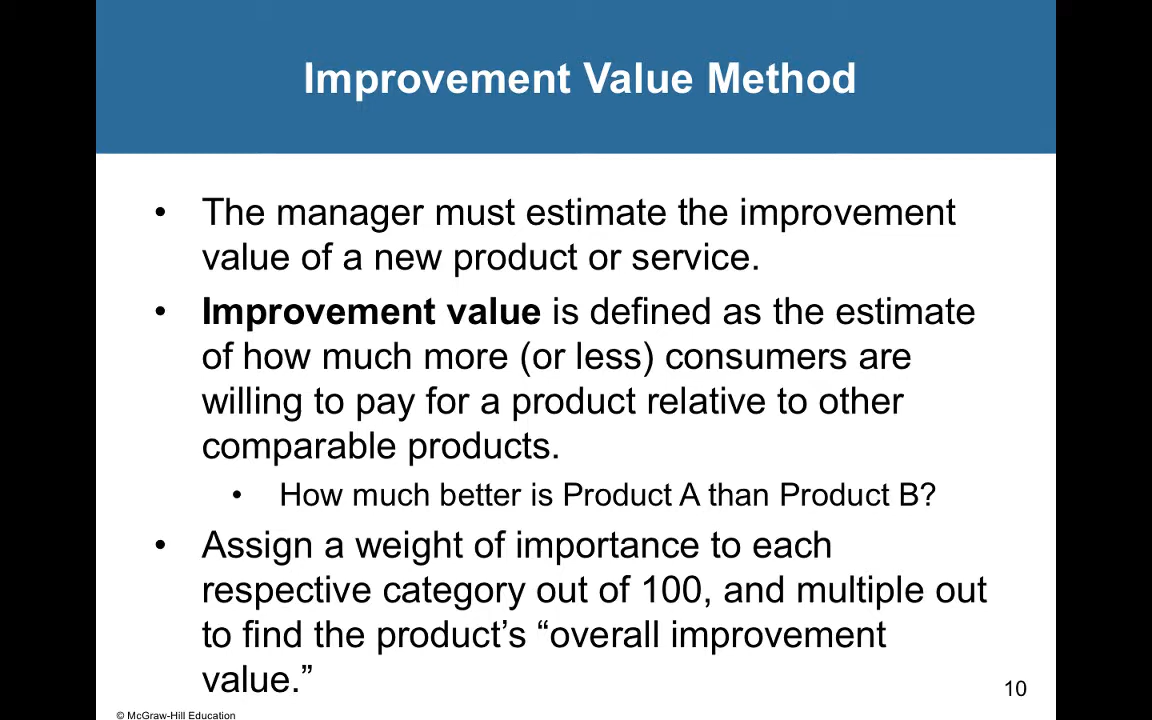 Improvement Value Method
• The manager must estimate the improvement
value of a new product or service.
• Improvement value is defined as the estimate
of how much more (or less) consumers are
willing to pay for a product relative to other
comparable products.
• How much better is Product A than Product B?
• Assign a weight of importance to each
respective category out of 100, and multiple out
to find the product’s “overall improvement
value.”
10
© McGraw-Hill Education